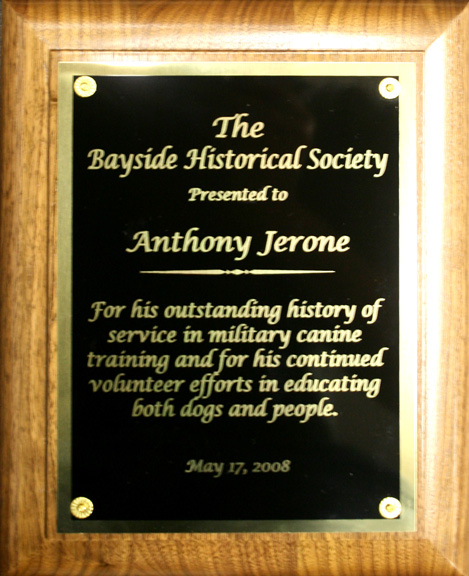 The
Bayside Historical Society
Presented to
Anthony Jerone
For his outstanding history of
service in military canine
training and for his continued
volunteer efforts in educating
both dogs and people.
May 17, 2008